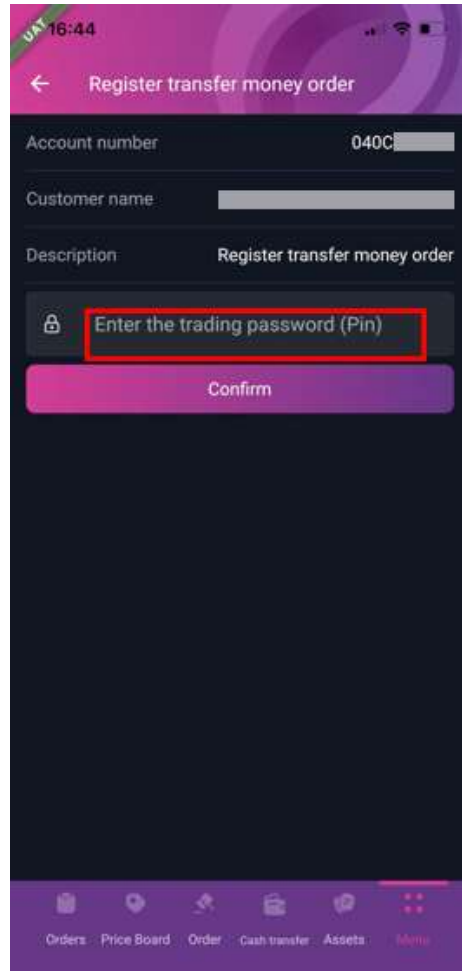 UAT
16:44
Register transfer money order
Account number 040C
Customer name
Description Register transfer money order
Enter the trading password (Pin)
Confirm
Orders Price Board Order Cash transfer Assets Menu